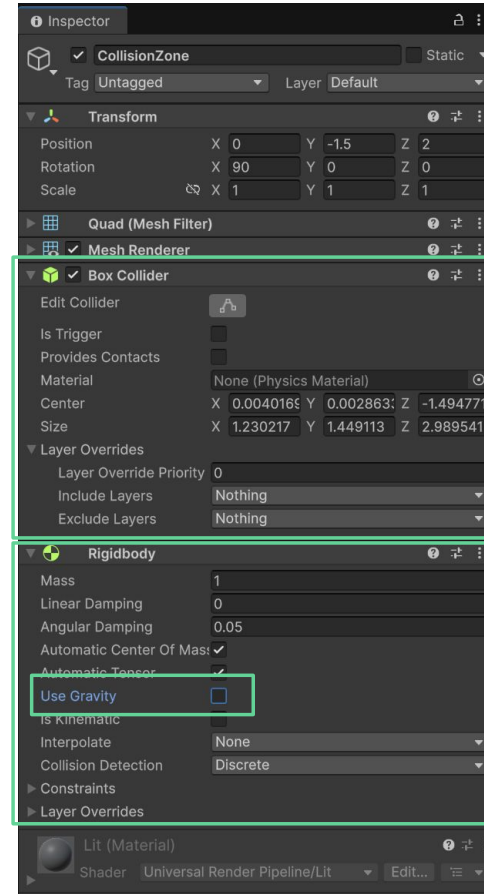 Inspector
CollisionZone Static
Tag Untagged Layer Default
Transform
Position X 0 Y -1.5 Z 2
Rotation X 90 Y 0 Z 0
Scale X 1 Y 1 Z 1
Quad (Mesh Filter)
Mesh Renderer
Box Collider
Edit Collider
Is Trigger
Provides Contacts
Material None (Physics Material)
Center X 0.0040169 Y 0.002863 Z -1.494771
Size X 1.230217 Y 1.449113 Z 2.989541
Layer Overrides
Layer Override Priority 0
Include Layers Nothing
Exclude Layers Nothing
Rigidbody
Mass 1
Linear Damping 0
Angular Damping 0.05
Automatic Center Of Mas
Automatic Tensor
Use Gravity
Is Kinematic
Interpolate None
Collision Detection Discrete
Constraints
Layer Overrides
Lit (Material)
Shader Universal Render Pipeline/Lit Edit...